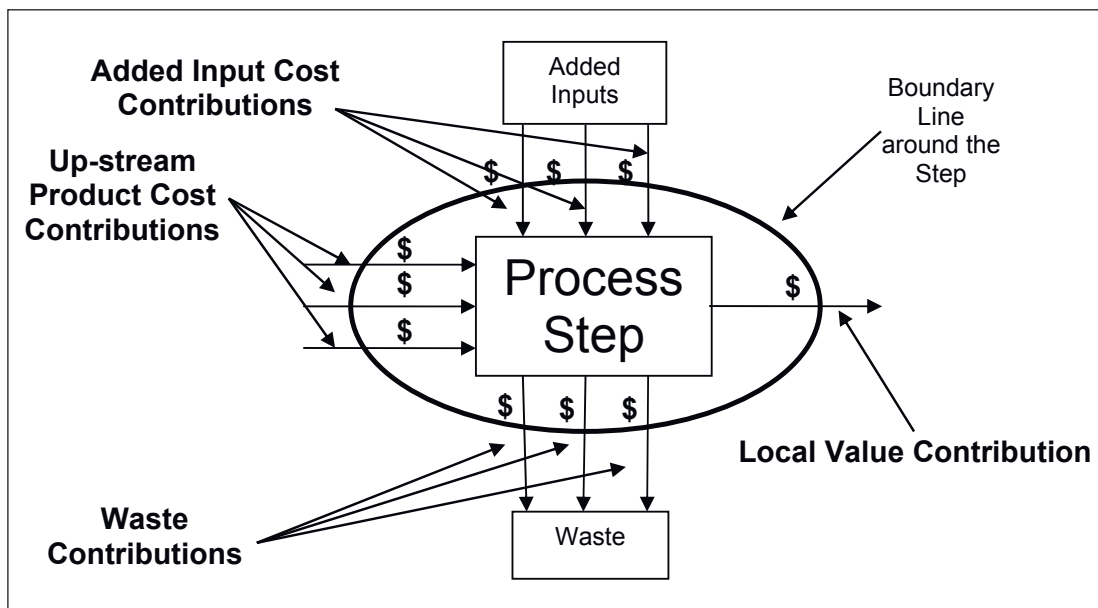 Added Input Cost
Contributions
Added
Inputs
Boundary
Line
around the
Step
Up-stream
Product Cost
Contributions
$ $ $
$
$
$
Process
Step
$
$ $ $
Local Value Contribution
Waste
Contributions
Waste